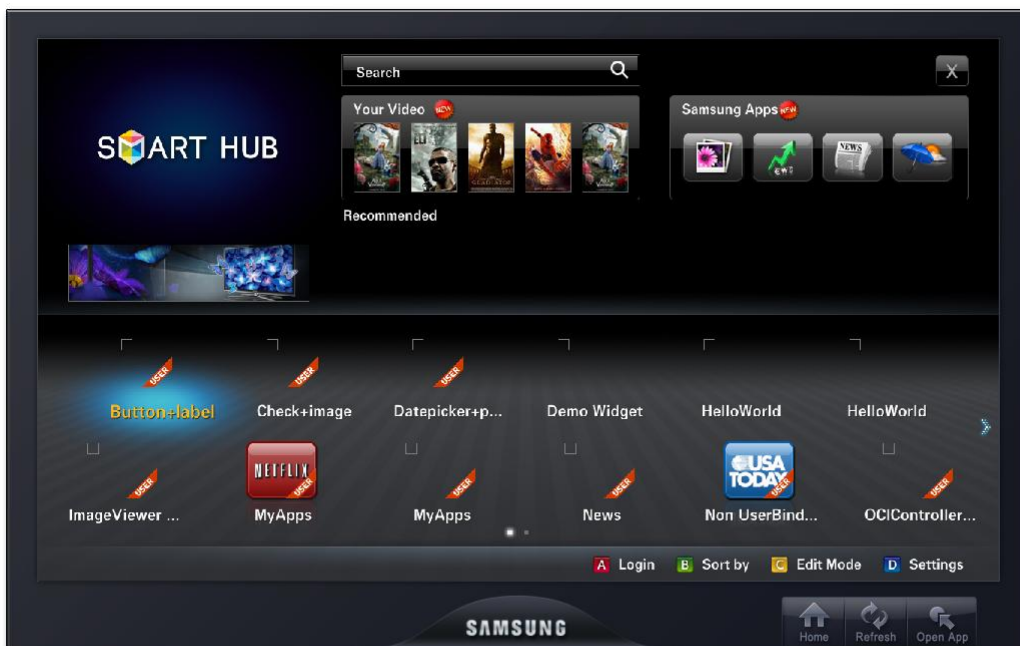 SMART HUB
Search
Your Video NEW
Samsung Apps NEW
ELI
NEWS
Recommended
USER
USER
USER
Button+label
Check+image
Datepicker+p...
Demo Widget
HelloWorld
HelloWorld
NETFLIX
USA
TODAY
USER
USER
USER
USER
USER
USER
ImageViewer ...
MyApps
MyApps
News
Non UserBind...
OCIController...
A Login
B Sort by
C Edit Mode
D Settings
SAMSUNG
Home
Refresh
Open App